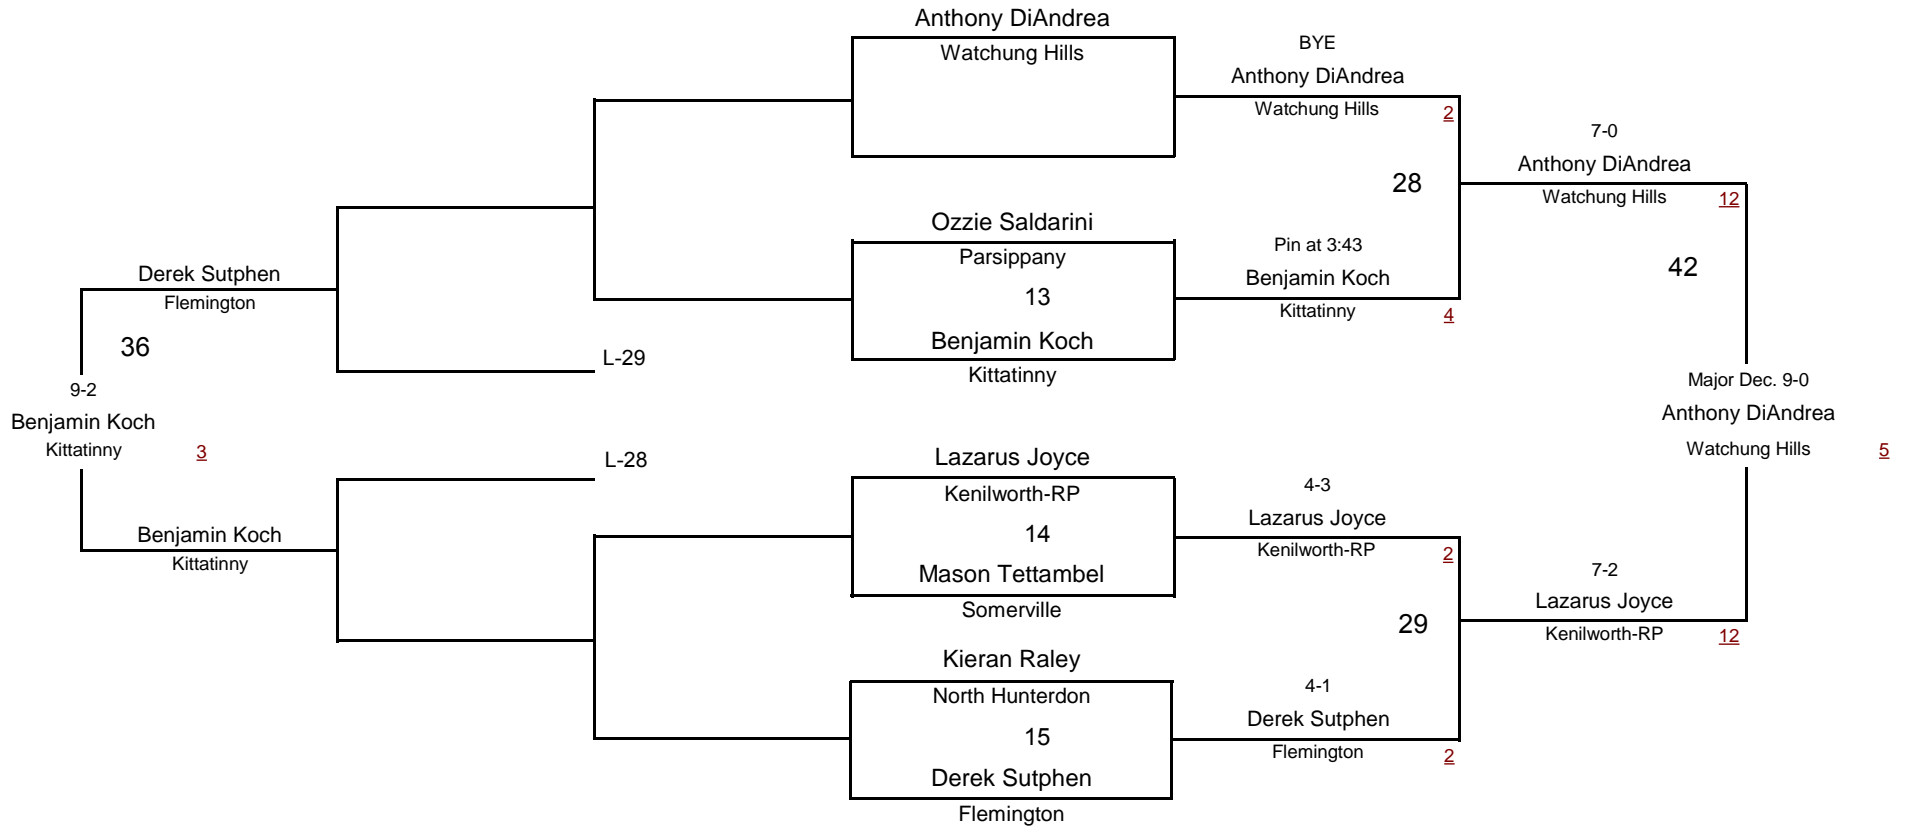 Anthony DiAndrea
Watchung Hills
BYE
Anthony DiAndrea
Watchung Hills
2
7-0
Anthony DiAndrea
Watchung Hills
12
28
Ozzie Saldarini
Parsippany
13
Benjamin Koch
Kittatinny
Pin at 3:43
Benjamin Koch
Kittatinny
4
42
Derek Sutphen
Flemington
36
L-29
9-2
Benjamin Koch
Kittatinny
3
Major Dec. 9-0
Anthony DiAndrea
Watchung Hills
5
L-28
Benjamin Koch
Kittatinny
Lazarus Joyce
Kenilworth-RP
14
Mason Tettambel
Somerville
4-3
Lazarus Joyce
Kenilworth-RP
2
7-2
Lazarus Joyce
Kenilworth-RP
12
29
Kieran Raley
North Hunterdon
15
Derek Sutphen
Flemington
4-1
Derek Sutphen
Flemington
2